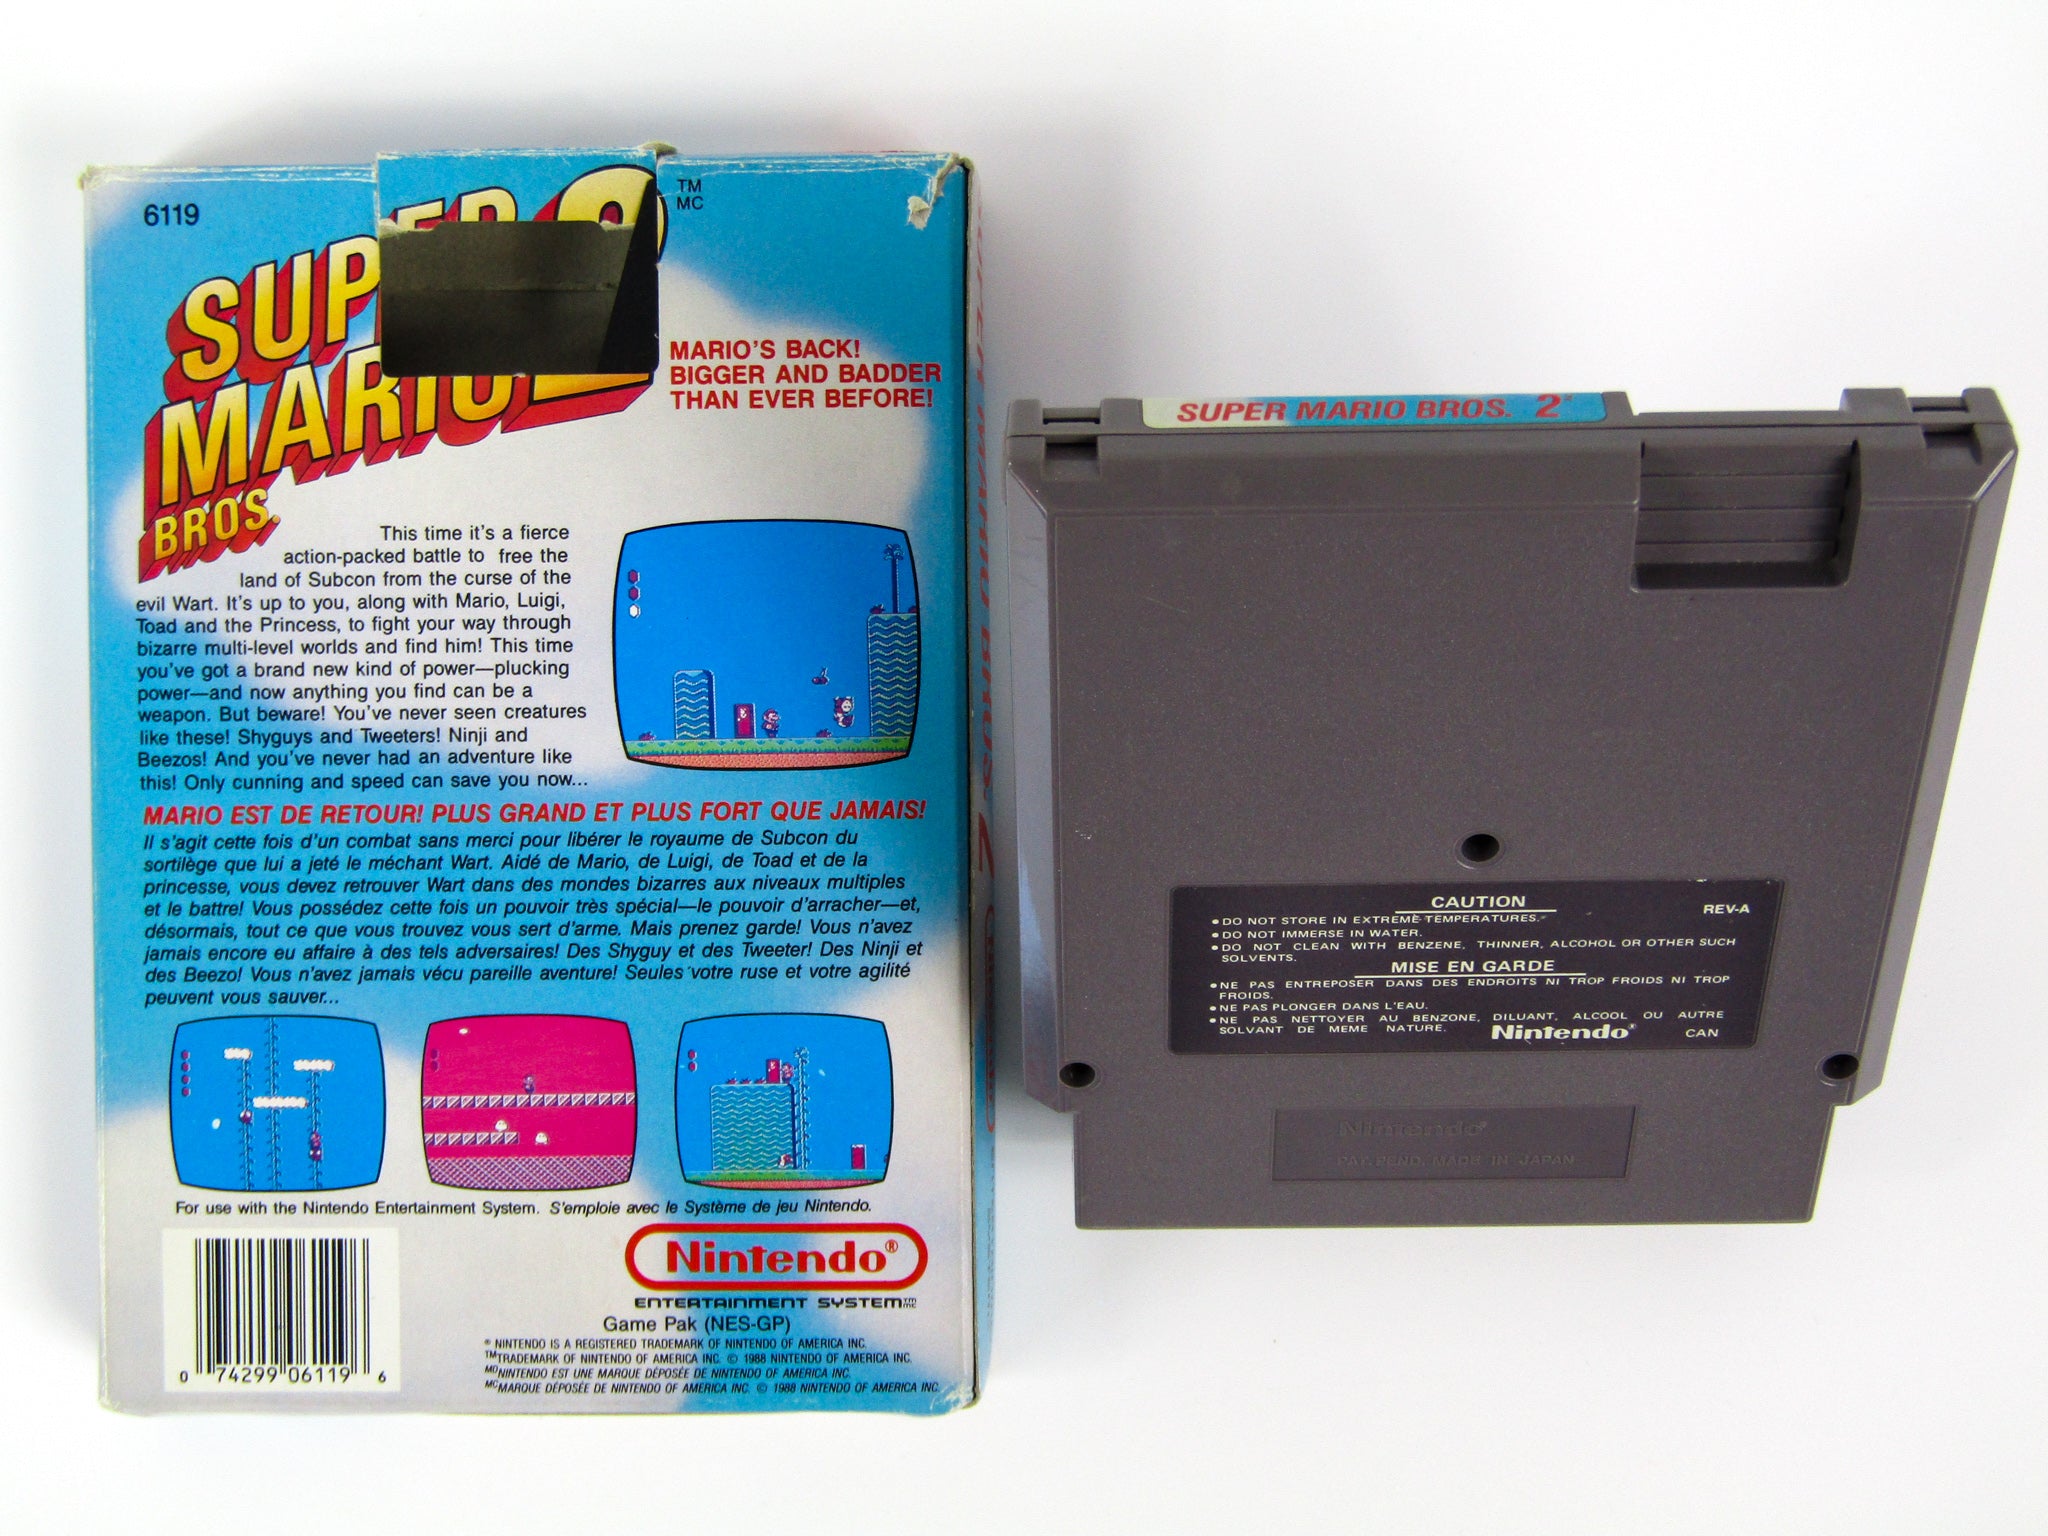 6119
SUPER
MARIO 2
BROS.
TM
MC
MARIO'S BACK!
BIGGER AND BADDER
THAN EVER BEFORE!
This time it's a fierce
action-packed battle to free the
land of Subcon from the curse of the
evil Wart. It's up to you, along with Mario, Luigi,
Toad and the Princess, to fight your way through
bizarre multi-level worlds and find him! This time
you've got a brand new kind of power—plucking
power—and now anything you find can be a
weapon. But beware! You've never seen creatures
like these! Shyguys and Tweeters! Ninji and
Beezos! And you've never had an adventure like
this! Only cunning and speed can save you now...
MARIO EST DE RETOUR! PLUS GRAND ET PLUS FORT QUE JAMAIS!
Il s'agit cette fois d'un combat sans merci pour libérer le royaume de Subcon du
sortilège que lui a jeté le méchant Wart. Aidé de Mario, de Luigi, de Toad et de la
princesse, vous devez retrouver Wart dans des mondes bizarres aux niveaux multiples
et le battre! Vous possédez cette fois un pouvoir très spécial—le pouvoir d'arracher—et,
désormais, tout ce que vous trouvez vous sert d'arme. Mais prenez garde! Vous n'avez
jamais encore eu affaire à des tels adversaires! Des Shyguy et des Tweeter! Des Ninji et
des Beezo! Vous n'avez jamais vécu pareille aventure! Seules votre ruse et votre agilité
peuvent vous sauver...
For use with the Nintendo Entertainment System. S'emploie avec le Système de jeu Nintendo.
Nintendo®
ENTERTAINMENT SYSTEM TM MC
Game Pak (NES-GP)
® NINTENDO IS A REGISTERED TRADEMARK OF NINTENDO OF AMERICA INC.
TM TRADEMARK OF NINTENDO OF AMERICA INC. © 1988 NINTENDO OF AMERICA INC.
MD NINTENDO EST UNE MARQUE DÉPOSÉE DE NINTENDO OF AMERICA INC.
MC MARQUE DÉPOSÉE DE NINTENDO OF AMERICA INC. © 1988 NINTENDO OF AMERICA INC.
0 74299 06119 6
SUPER MARIO BROS. 2
CAUTION
REV-A
• DO NOT STORE IN EXTREME TEMPERATURES.
• DO NOT IMMERSE IN WATER.
• DO NOT CLEAN WITH BENZENE, THINNER, ALCOHOL OR OTHER SUCH
SOLVENTS.
MISE EN GARDE
• NE PAS ENTREPOSER DANS DES ENDROITS NI TROP FROIDS NI TROP
FROIDS.
• NE PAS PLONGER DANS L'EAU.
• NE PAS NETTOYER AU BENZONE, DILUANT, ALCOOL OU AUTRE
SOLVANT DE MEME NATURE.
Nintendo®
CAN
Nintendo®
PAT. PEND. MADE IN JAPAN